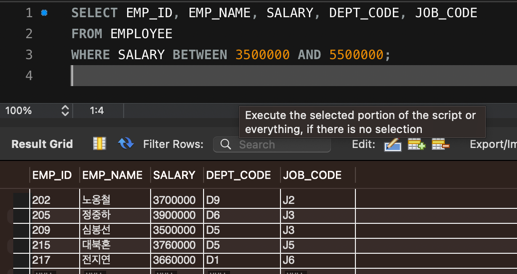 1 SELECT EMP_ID, EMP_NAME, SALARY, DEPT_CODE, JOB_CODE
2 FROM EMPLOYEE
3 WHERE SALARY BETWEEN 3500000 AND 5500000;
4
100% 1:4
Execute the selected portion of the script or
everything, if there is no selection
Result Grid Filter Rows: Search Edit: Export/Im
EMP_ID EMP_NAME SALARY DEPT_CODE JOB_CODE
202 노옹철 3700000 D9 J2
205 정중하 3900000 D6 J3
209 심봉선 3500000 D5 J3
215 대북혼 3760000 D5 J5
217 전지연 3660000 D1 J6